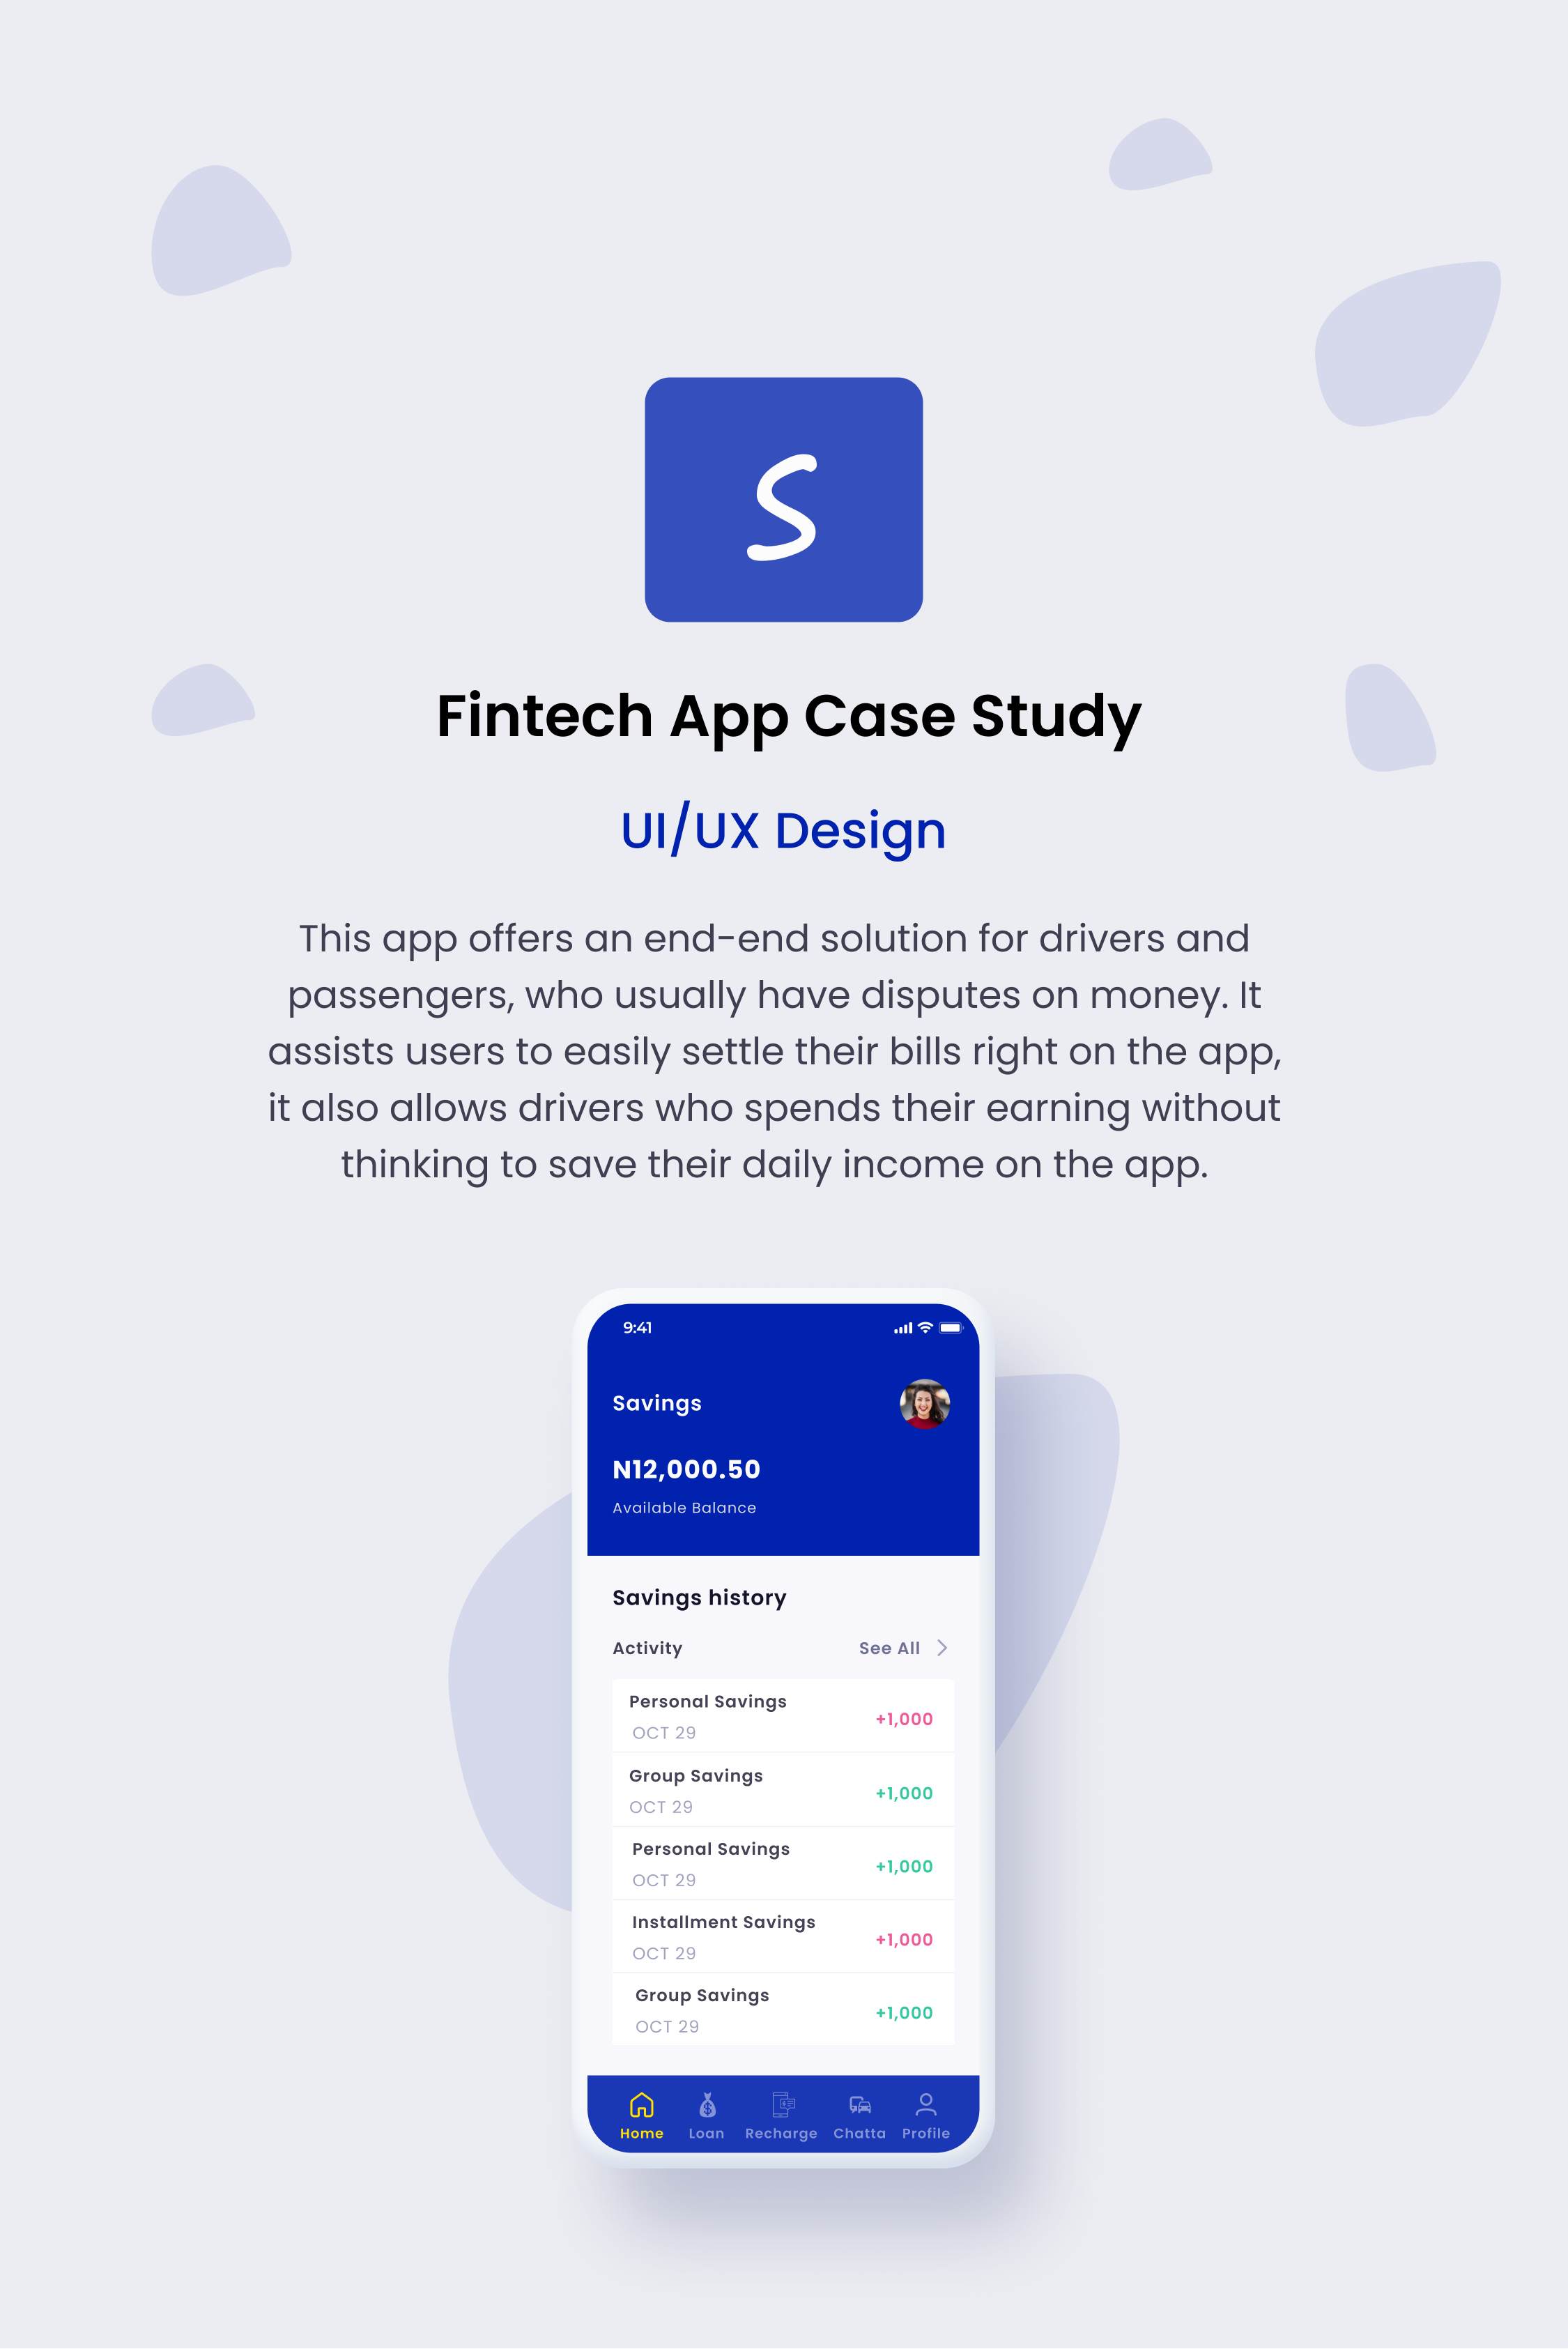 S
Fintech App Case Study
UI/UX Design
This app offers an end-end solution for drivers and
passengers, who usually have disputes on money. It
assists users to easily settle their bills right on the app,
it also allows drivers who spends their earning without
thinking to save their daily income on the app.
9:41
Savings
N12,000.50
Available Balance
Savings history
Activity See All
Personal Savings
+1,000
OCT 29
Group Savings
+1,000
OCT 29
Personal Savings
+1,000
OCT 29
Installment Savings
+1,000
OCT 29
Group Savings
+1,000
OCT 29
Home Loan Recharge Chatta Profile